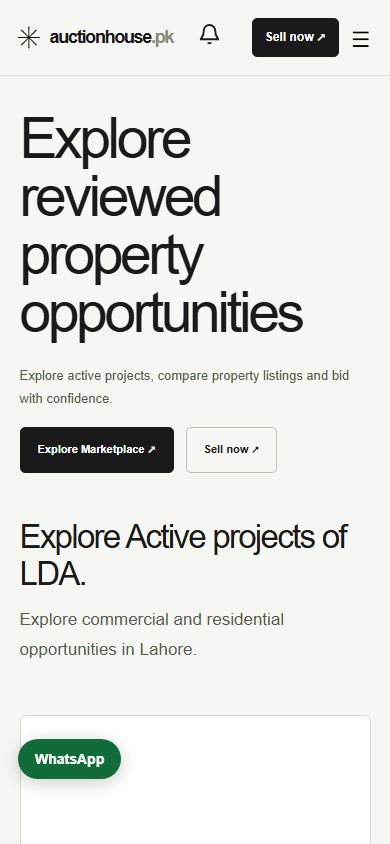 auctionhouse.pk
Sell now ↗
Explore
reviewed
property
opportunities
Explore active projects, compare property listings and bid
with confidence.
Explore Marketplace ↗
Sell now ↗
Explore Active projects of
LDA.
Explore commercial and residential
opportunities in Lahore.
WhatsApp